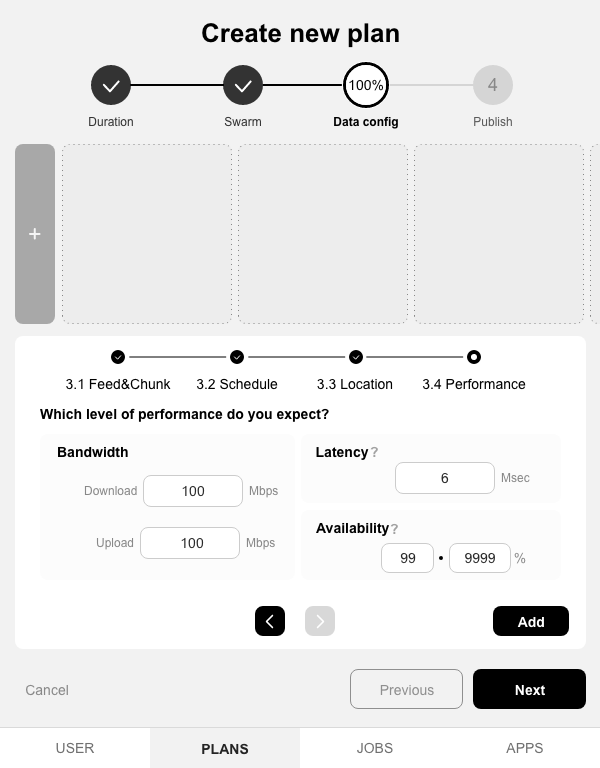 Create new plan
100% 4
Duration Swarm Data config Publish
+
3.1 Feed&Chunk 3.2 Schedule 3.3 Location 3.4 Performance
Which level of performance do you expect?
Bandwidth
Download 100 Mbps
Upload 100 Mbps
Latency?
6 Msec
Availability?
99 • 9999 %
Add
Cancel Previous Next
USER PLANS JOBS APPS